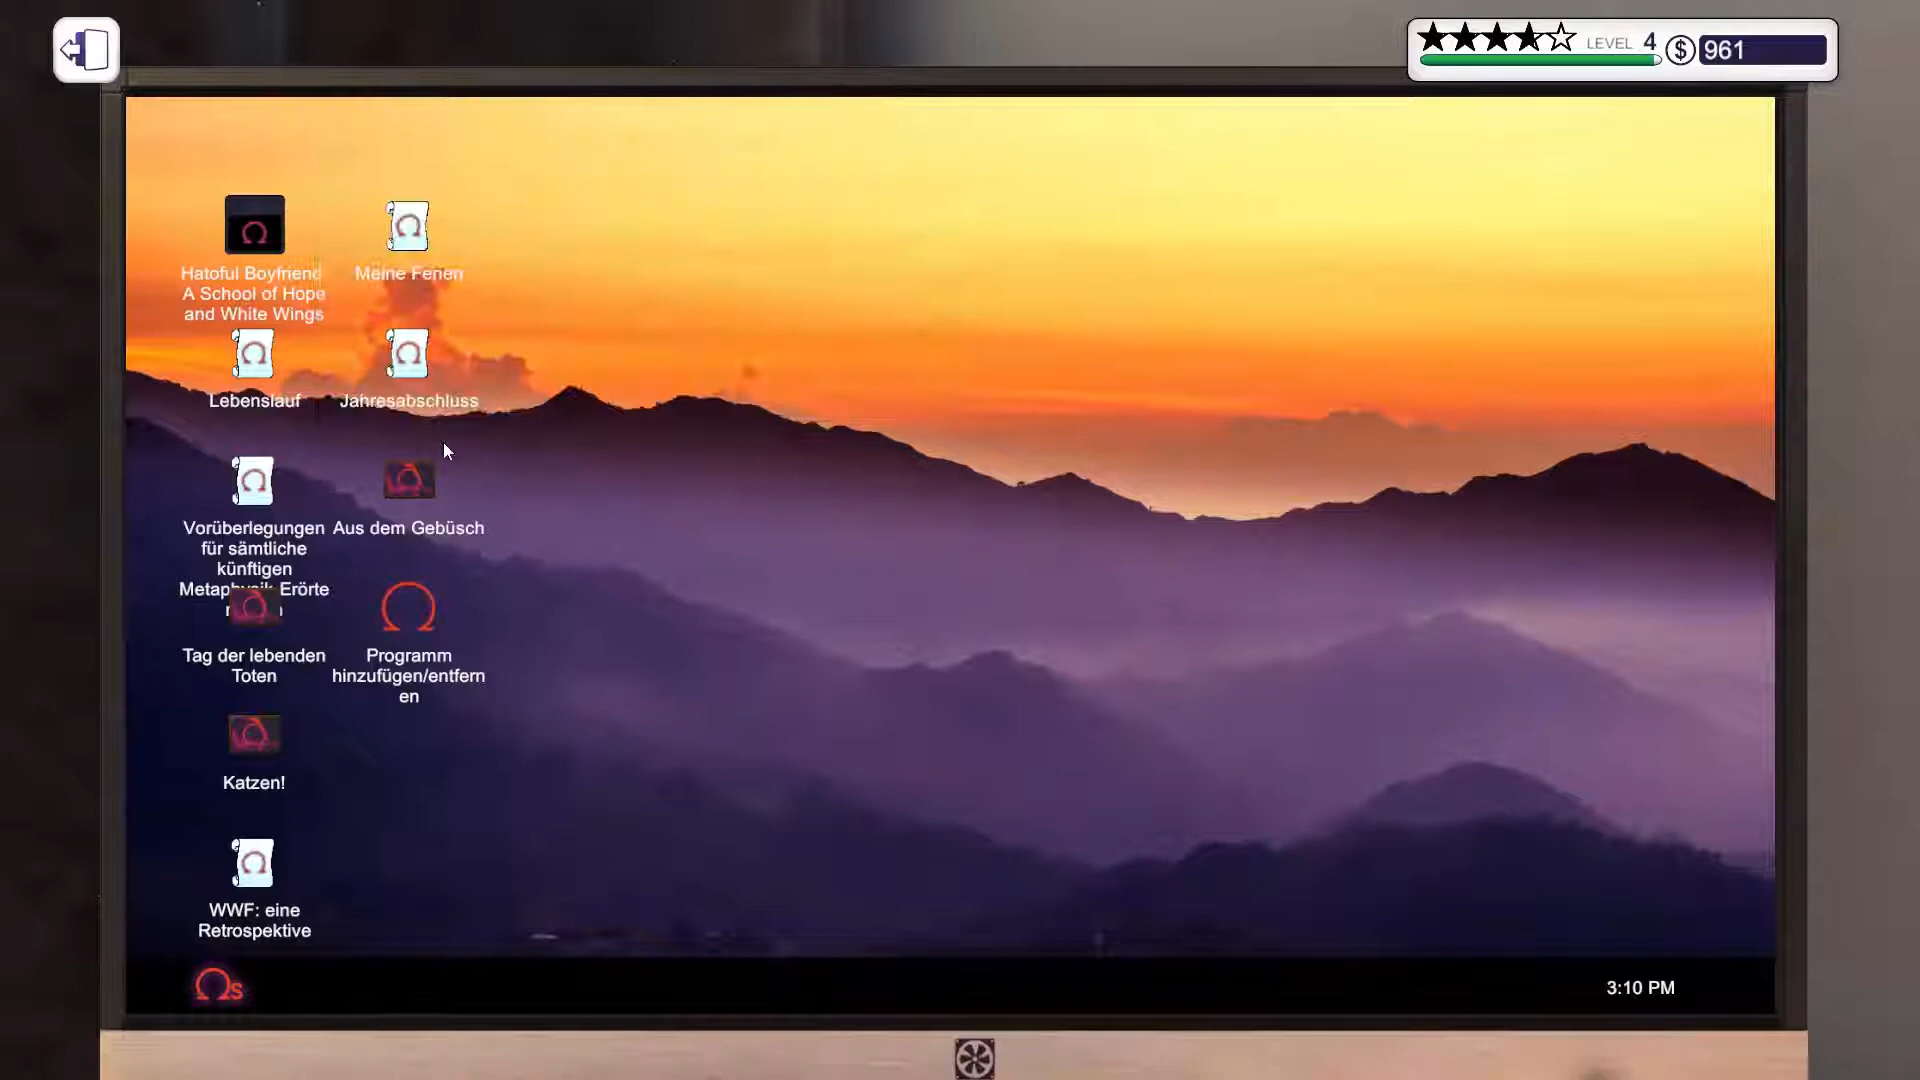 LEVEL 4
$ 961
Hatoful Boyfriend
A School of Hope
and White Wings
Meine Ferien
Lebenslauf
Jahresabschluss
Vorüberlegungen
für sämtliche
künftigen
Metaphysik Erörte
Aus dem Gebüsch
Tag der lebenden
Toten
Programm
hinzufügen/entfern
en
Katzen!
WWF: eine
Retrospektive
Ωs
3:10 PM